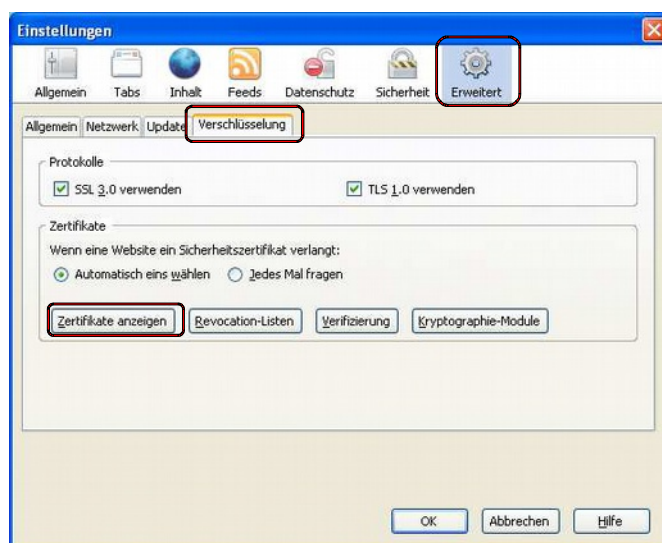 Einstellungen
Allgemein Tabs Inhalt Feeds Datenschutz Sicherheit Erweitert
Allgemein Netzwerk Update Verschlüsselung
Protokolle
SSL 3.0 verwenden TLS 1.0 verwenden
Zertifikate
Wenn eine Website ein Sicherheitszertifikat verlangt:
Automatisch eins wählen Jedes Mal fragen
Zertifikate anzeigen Revocation-Listen Verifizierung Kryptographie-Module
OK Abbrechen Hilfe